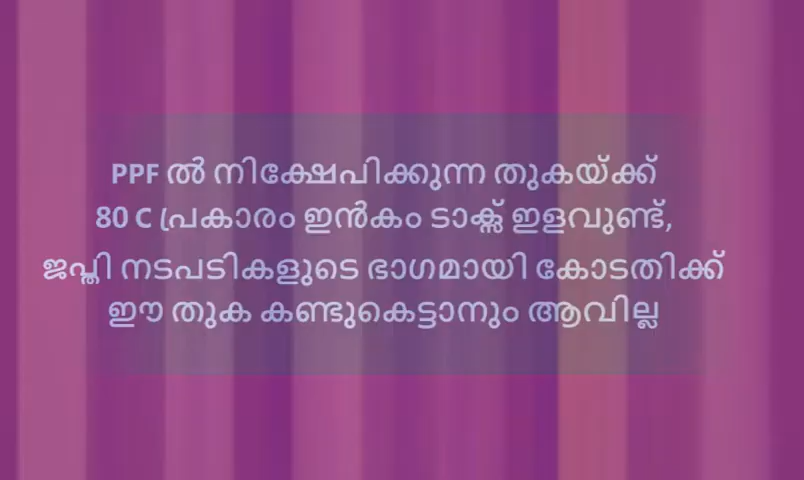 PPF ൽ നിക്ഷേപിക്കുന്ന തുകയ്ക്ക്
80 C പ്രകാരം ഇൻകം ടാക്സ് ഇളവുണ്ട്,
ജപ്തി നടപടികളുടെ ഭാഗമായി കോടതിക്ക്
ഈ തുക കണ്ടുകെട്ടാനും ആവില്ല